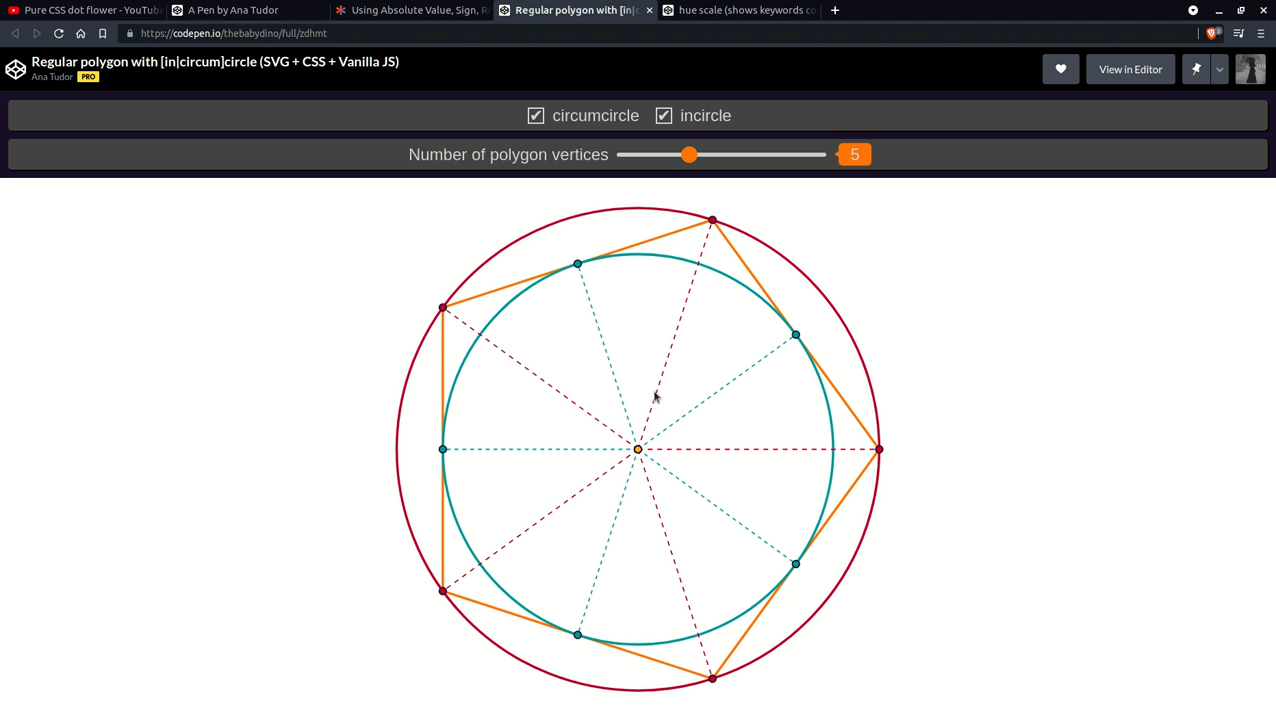 Pure CSS dot flower - YouTube
A Pen by Ana Tudor
Using Absolute Value, Sign, R
Regular polygon with [in|c
hue scale (shows keywords co
https://codepen.io/thebabydino/full/zdhmt
2
Regular polygon with [in|circum]circle (SVG + CSS + Vanilla JS)
Ana Tudor PRO
View in Editor
circumcircle incircle
Number of polygon vertices 5